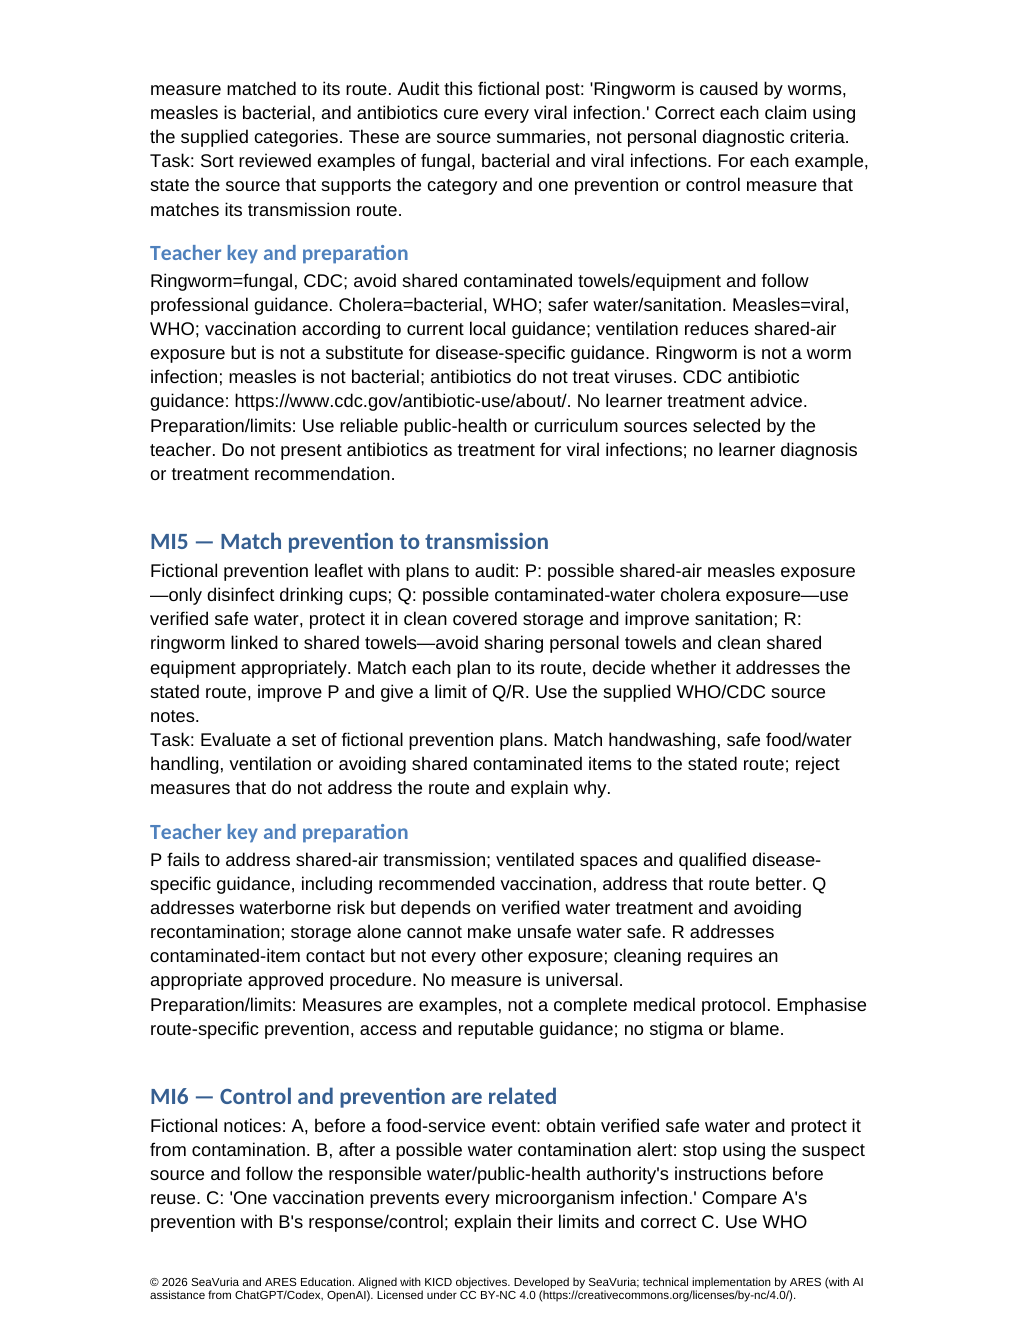 measure matched to its route. Audit this fictional post: 'Ringworm is caused by worms,
measles is bacterial, and antibiotics cure every viral infection.' Correct each claim using
the supplied categories. These are source summaries, not personal diagnostic criteria.
Task: Sort reviewed examples of fungal, bacterial and viral infections. For each example,
state the source that supports the category and one prevention or control measure that
matches its transmission route.
Teacher key and preparation
Ringworm=fungal, CDC; avoid shared contaminated towels/equipment and follow
professional guidance. Cholera=bacterial, WHO; safer water/sanitation. Measles=viral,
WHO; vaccination according to current local guidance; ventilation reduces shared-air
exposure but is not a substitute for disease-specific guidance. Ringworm is not a worm
infection; measles is not bacterial; antibiotics do not treat viruses. CDC antibiotic
guidance: https://www.cdc.gov/antibiotic-use/about/. No learner treatment advice.
Preparation/limits: Use reliable public-health or curriculum sources selected by the
teacher. Do not present antibiotics as treatment for viral infections; no learner diagnosis
or treatment recommendation.
MI5 — Match prevention to transmission
Fictional prevention leaflet with plans to audit: P: possible shared-air measles exposure
—only disinfect drinking cups; Q: possible contaminated-water cholera exposure—use
verified safe water, protect it in clean covered storage and improve sanitation; R:
ringworm linked to shared towels—avoid sharing personal towels and clean shared
equipment appropriately. Match each plan to its route, decide whether it addresses the
stated route, improve P and give a limit of Q/R. Use the supplied WHO/CDC source
notes.
Task: Evaluate a set of fictional prevention plans. Match handwashing, safe food/water
handling, ventilation or avoiding shared contaminated items to the stated route; reject
measures that do not address the route and explain why.
Teacher key and preparation
P fails to address shared-air transmission; ventilated spaces and qualified disease-
specific guidance, including recommended vaccination, address that route better. Q
addresses waterborne risk but depends on verified water treatment and avoiding
recontamination; storage alone cannot make unsafe water safe. R addresses
contaminated-item contact but not every other exposure; cleaning requires an
appropriate approved procedure. No measure is universal.
Preparation/limits: Measures are examples, not a complete medical protocol. Emphasise
route-specific prevention, access and reputable guidance; no stigma or blame.
MI6 — Control and prevention are related
Fictional notices: A, before a food-service event: obtain verified safe water and protect it
from contamination. B, after a possible water contamination alert: stop using the suspect
source and follow the responsible water/public-health authority's instructions before
reuse. C: 'One vaccination prevents every microorganism infection.' Compare A's
prevention with B's response/control; explain their limits and correct C. Use WHO
© 2026 SeaVuria and ARES Education. Aligned with KICD objectives. Developed by SeaVuria; technical implementation by ARES (with AI
assistance from ChatGPT/Codex, OpenAI). Licensed under CC BY-NC 4.0 (https://creativecommons.org/licenses/by-nc/4.0/).